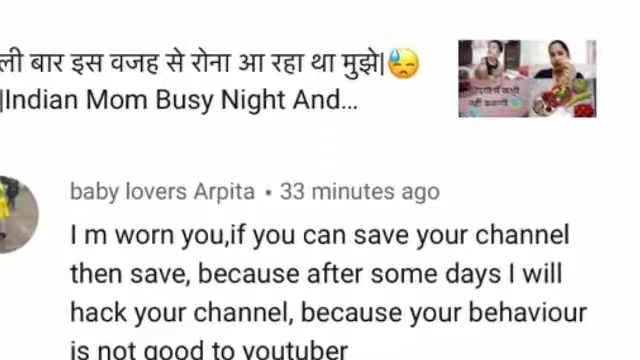 ली बार इस वजह से रोना आ रहा था मुझे|😓
|Indian Mom Busy Night And…
baby lovers Arpita • 33 minutes ago
I m worn you,if you can save your channel
then save, because after some days I will
hack your channel, because your behaviour
is not good to youtuber